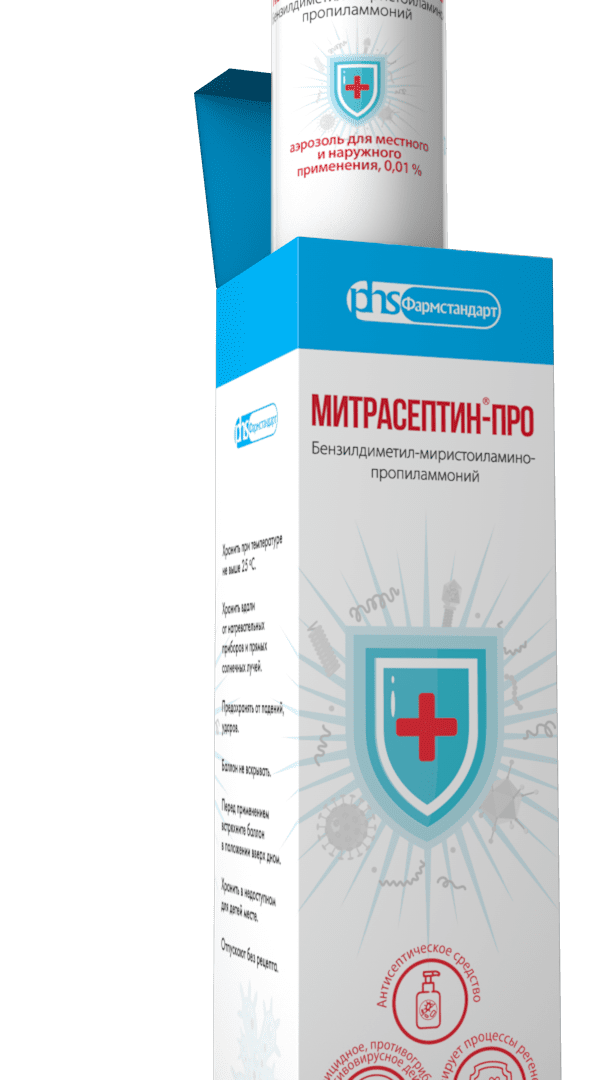 Бензилдиметил-миристоиламино
пропиламмоний
аэрозоль для местного
и наружного
применения, 0,01 %
phs Фармстандарт
МИТРАСЕПТИН®-ПРО
Бензилдиметил-миристоиламино-
пропиламмоний
phs Фармстандарт
Хранить при температуре
не выше 25 °С.
Хранить вдали
от нагревательных
приборов и прямых
солнечных лучей.
Предохранять от падений,
ударов.
Баллон не вскрывать.
Перед применением
встряхните баллон
в положении вверх дном.
Хранить в недоступном
для детей месте.
Отпускают без рецепта.
Антисептическое средство